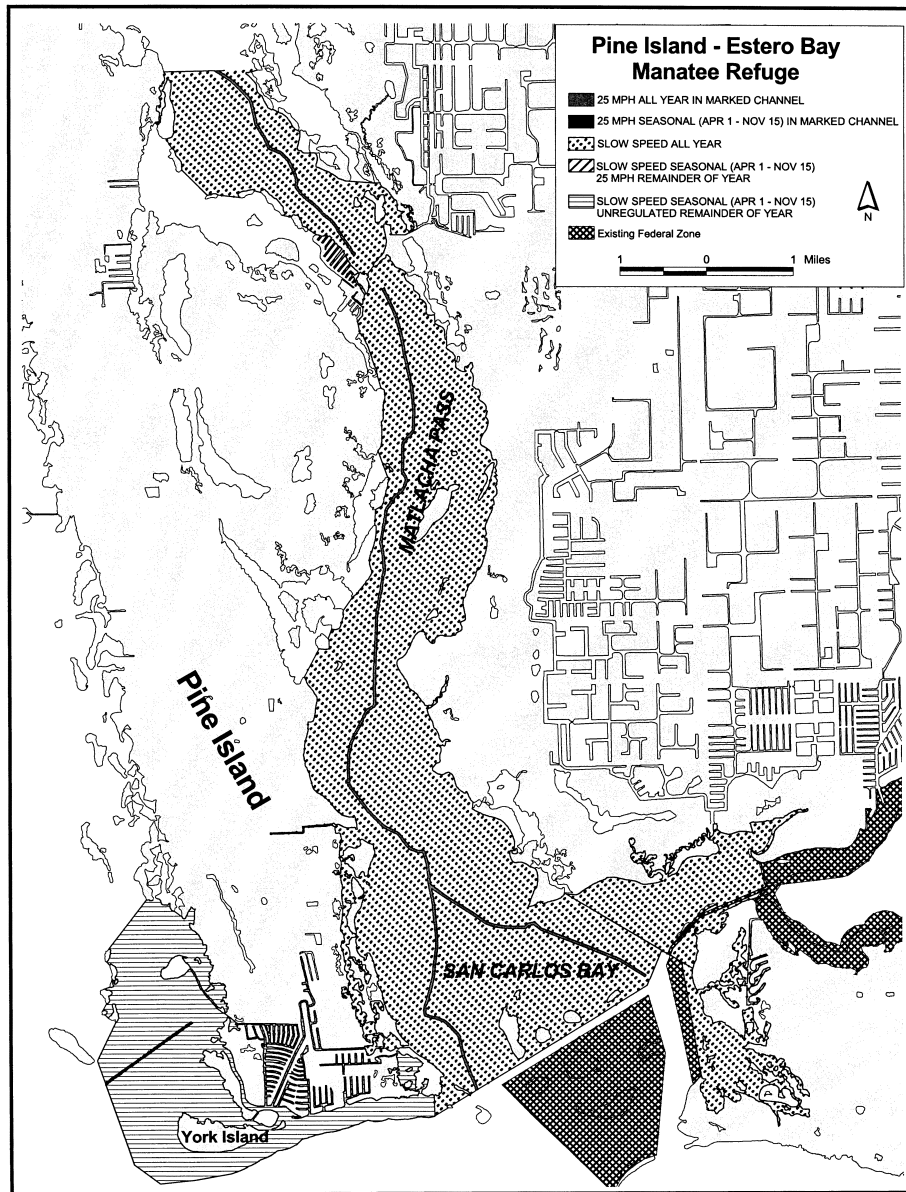 Pine Island - Estero Bay
Manatee Refuge
25 MPH ALL YEAR IN MARKED CHANNEL
25 MPH SEASONAL (APR 1 - NOV 15) IN MARKED CHANNEL
SLOW SPEED ALL YEAR
SLOW SPEED SEASONAL (APR 1 - NOV 15)
25 MPH REMAINDER OF YEAR
SLOW SPEED SEASONAL (APR 1 - NOV 15)
UNREGULATED REMAINDER OF YEAR
N
Existing Federal Zone
1 0 1 Miles
MATLACHA PASS
Pine Island
SAN CARLOS BAY
York Island